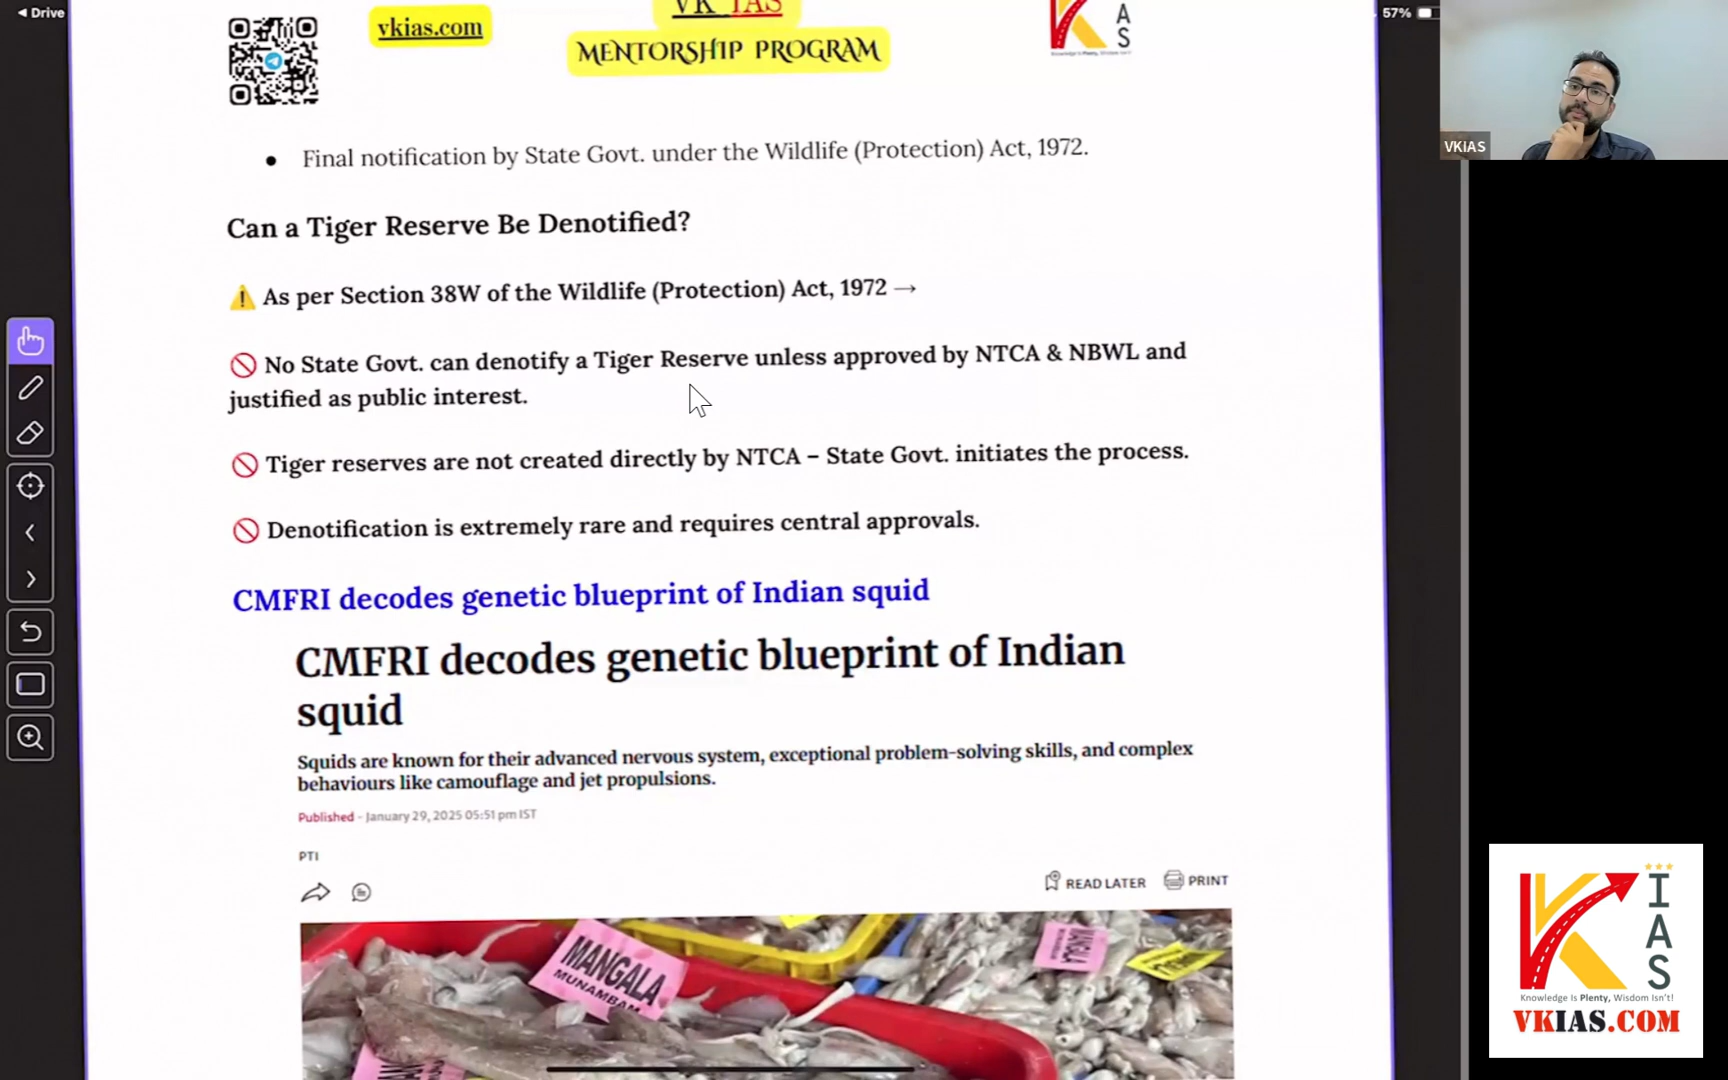 Drive
57%
vkias.com
VK IAS
MENTORSHIP PROGRAM
IAS
VKIAS
Final notification by State Govt. under the Wildlife (Protection) Act, 1972.
Can a Tiger Reserve Be Denotified?
As per Section 38W of the Wildlife (Protection) Act, 1972 →
No State Govt. can denotify a Tiger Reserve unless approved by NTCA & NBWL and
justified as public interest.
Tiger reserves are not created directly by NTCA – State Govt. initiates the process.
Denotification is extremely rare and requires central approvals.
CMFRI decodes genetic blueprint of Indian squid
CMFRI decodes genetic blueprint of Indian
squid
Squids are known for their advanced nervous system, exceptional problem-solving skills, and complex
behaviours like camouflage and jet propulsions.
Published - January 29, 2025 05:51 pm IST
PTI
READ LATER PRINT
MANGALA
MUNAMBAM
MANGALA
IAS
Knowledge Is Plenty, Wisdom Isn't!
VKIAS.COM